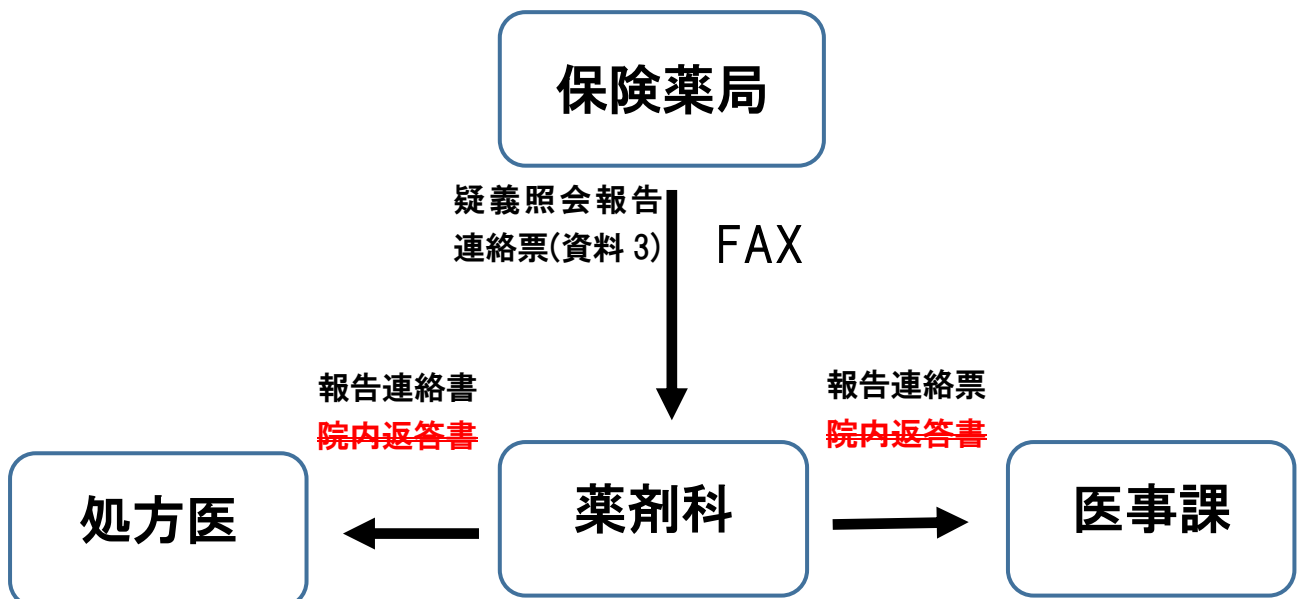 保険薬局
疑義照会報告
連絡票(資料 3)
FAX
報告連絡書
院内返答書
報告連絡票
院内返答書
処方医
薬剤科
医事課